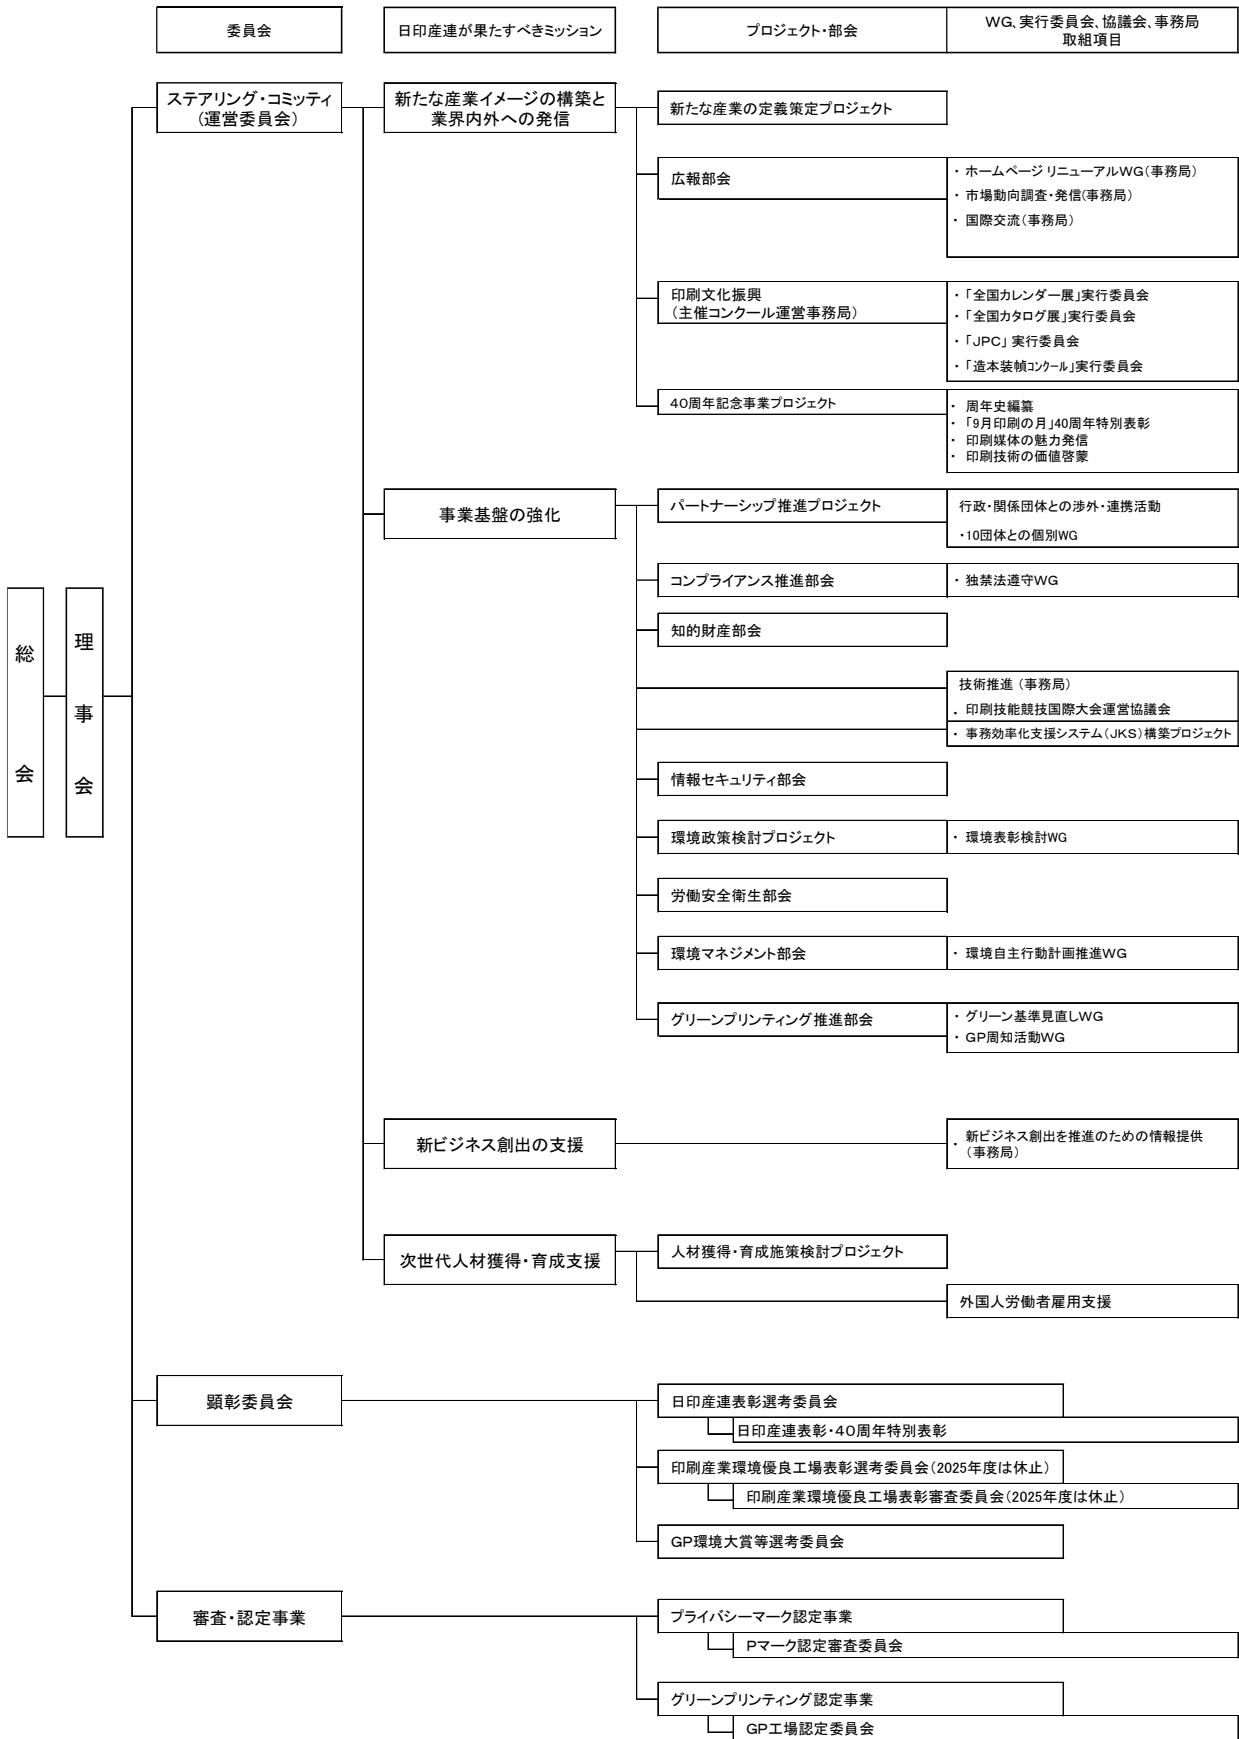 委員会
日印産連が果たすべきミッション
プロジェクト・部会
WG、実行委員会、協議会、事務局
取組項目
総会
理事会
ステアリング・コミッティ
(運営委員会)
新たな産業イメージの構築と
業界内外への発信
新たな産業の定義策定プロジェクト
広報部会
・ ホームページ リニューアルWG(事務局)
・ 市場動向調査・発信(事務局)
・ 国際交流(事務局)
印刷文化振興
(主催コンクール運営事務局)
・「全国カレンダー展」実行委員会
・「全国カタログ展」実行委員会
・「JPC」 実行委員会
・「造本装幀コンクール」実行委員会
40周年記念事業プロジェクト
・ 周年史編纂
・ 「9月印刷の月」40周年特別表彰
・ 印刷媒体の魅力発信
・ 印刷技術の価値啓蒙
事業基盤の強化
パートナーシップ推進プロジェクト
行政・関係団体との渉外・連携活動
・10団体との個別WG
コンプライアンス推進部会
・ 独禁法遵守WG
知的財産部会
技術推進 (事務局)
． 印刷技能競技国際大会運営協議会
・ 事務効率化支援システム(JKS)構築プロジェクト
情報セキュリティ部会
環境政策検討プロジェクト
・ 環境表彰検討WG
労働安全衛生部会
環境マネジメント部会
・ 環境自主行動計画推進WG
グリーンプリンティング推進部会
・ グリーン基準見直しWG
・ GP周知活動WG
新ビジネス創出の支援
・ 新ビジネス創出を推進のための情報提供
(事務局)
次世代人材獲得・育成支援
人材獲得・育成施策検討プロジェクト
外国人労働者雇用支援
顕彰委員会
日印産連表彰選考委員会
日印産連表彰・40周年特別表彰
印刷産業環境優良工場表彰選考委員会(2025年度は休止)
印刷産業環境優良工場表彰審査委員会(2025年度は休止)
GP環境大賞等選考委員会
審査・認定事業
プライバシーマーク認定事業
Pマーク認定審査委員会
グリーンプリンティング認定事業
GP工場認定委員会